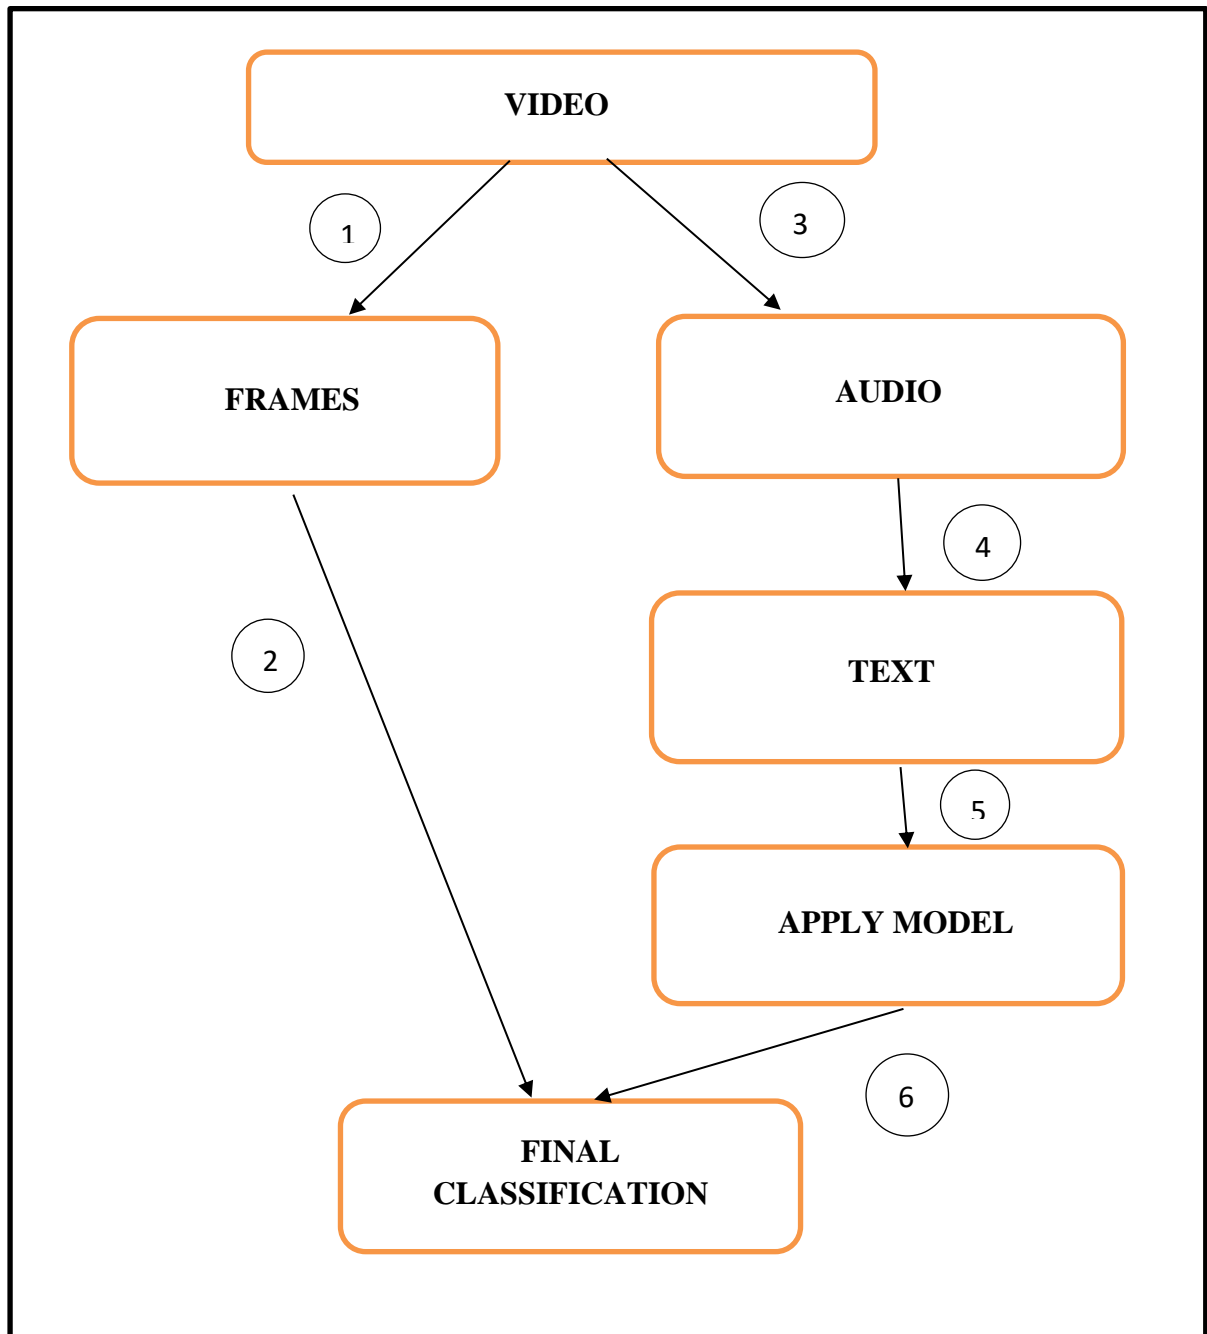 VIDEO
1
3
FRAMES
AUDIO
4
2
TEXT
5
APPLY MODEL
6
FINAL
CLASSIFICATION